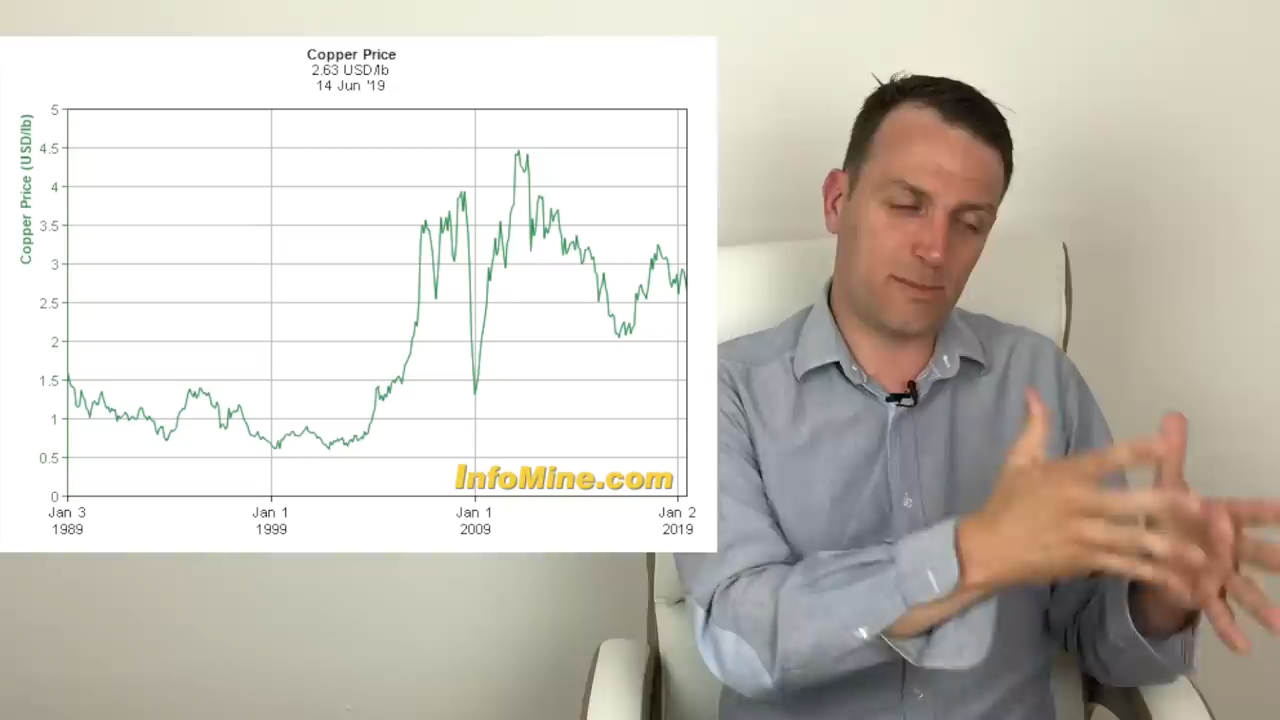 Copper Price
2.63 USD/lb
14 Jun '19
Copper Price (USD/lb)
5
4.5
4
3.5
3
2.5
2
1.5
1
0.5
0
InfoMine.com
Jan 3 Jan 1 Jan 1 Jan 2
1989 1999 2009 2019